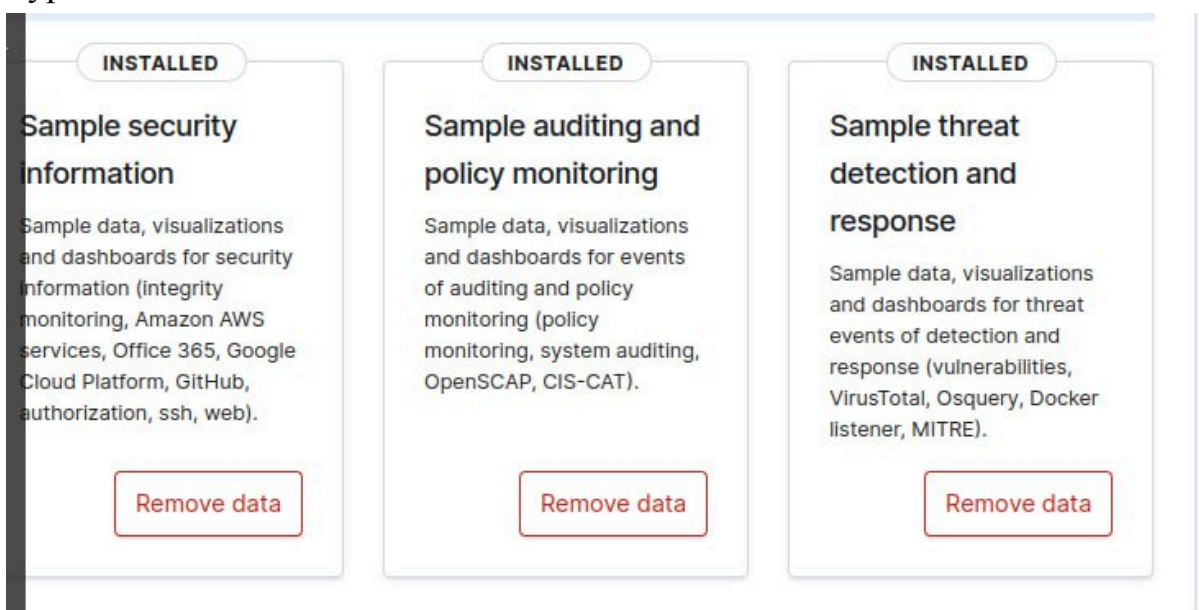 INSTALLED
Sample security
information
Sample data, visualizations
and dashboards for security
information (integrity
monitoring, Amazon AWS
services, Office 365, Google
Cloud Platform, GitHub,
authorization, ssh, web).
Remove data
INSTALLED
Sample auditing and
policy monitoring
Sample data, visualizations
and dashboards for events
of auditing and policy
monitoring (policy
monitoring, system auditing,
OpenSCAP, CIS-CAT).
Remove data
INSTALLED
Sample threat
detection and
response
Sample data, visualizations
and dashboards for threat
events of detection and
response (vulnerabilities,
VirusTotal, Osquery, Docker
listener, MITRE).
Remove data